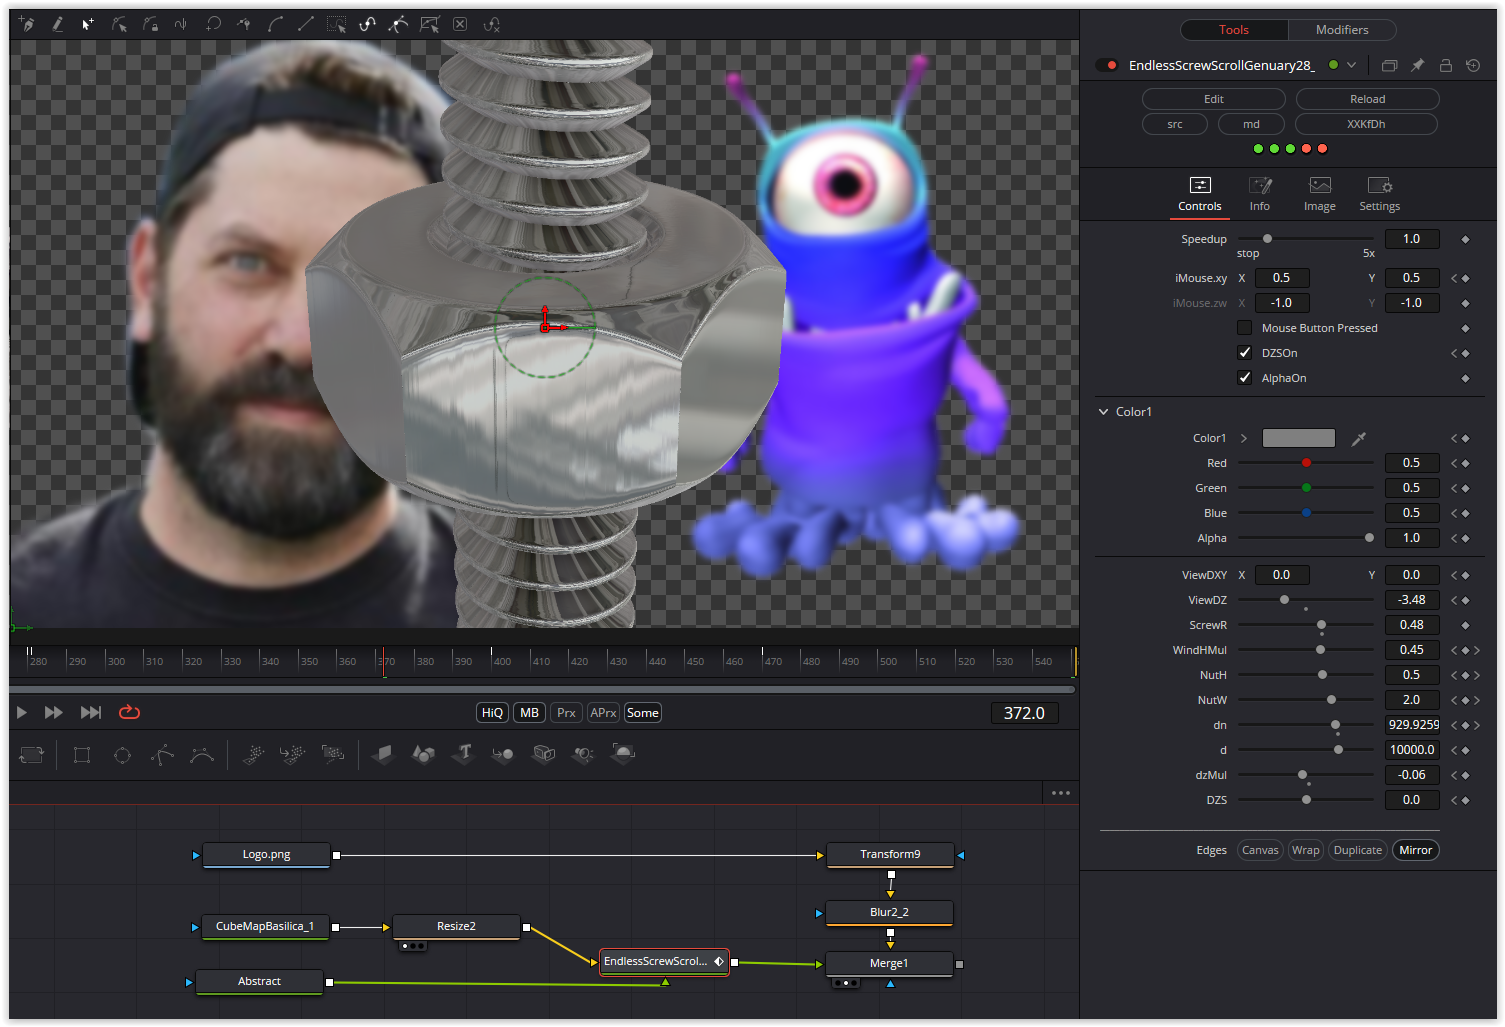 Tools Modifiers
EndlessScrewScrollGenuary28_
Edit Reload
src md XXKfDh
Controls Info Image Settings
Speedup 1.0
stop 5x
iMouse.xy X 0.5 Y 0.5
iMouse.zw X -1.0 Y -1.0
Mouse Button Pressed
DZSOn
AlphaOn
Color1
Color1
Red 0.5
Green 0.5
Blue 0.5
Alpha 1.0
ViewDXY X 0.0 Y 0.0
ViewDZ -3.48
ScrewR 0.48
WindHMul 0.45
NutH 0.5
NutW 2.0
dn 929.9259
d 10000.0
dzMul -0.06
DZS 0.0
Edges Canvas Wrap Duplicate Mirror
280 290 300 310 320 330 340 350 360 370 380 390 400 410 420 430 440 450 460 470 480 490 500 510 520 530 540
HiQ MB Prx APrx Some 372.0
Logo.png Transform9
Blur2_2
CubeMapBasilica_1 Resize2
EndlessScrewScrol... Merge1
Abstract